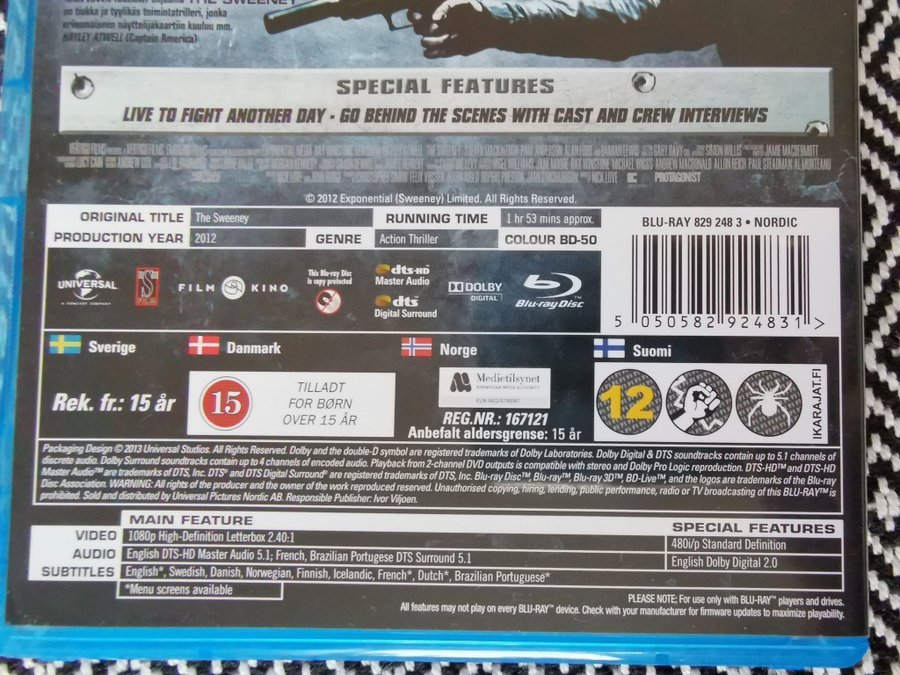 THE SWEENEY
on tiukka ja tyylikäs toimintatrilleri, jonka
erinomaiseen näyttelijäkaartiin kuuluu mm.
HAYLEY ATWELL (Captain America)
SPECIAL FEATURES
LIVE TO FIGHT ANOTHER DAY - GO BEHIND THE SCENES WITH CAST AND CREW INTERVIEWS
© 2012 Exponential (Sweeney) Limited. All Rights Reserved.
ORIGINAL TITLE The Sweeney RUNNING TIME 1 hr 53 mins approx.
PRODUCTION YEAR 2012 GENRE Action Thriller COLOUR BD-50
BLU-RAY 829 248 3 • NORDIC
5 050582 924831 >
UNIVERSAL
SF FILM
FILM KINO
This Blu-ray Disc
is copy protected
dts-HD
Master Audio
dts
Digital Surround
DOLBY
DIGITAL
Blu-ray Disc™
Sverige Danmark Norge Suomi
Rek. fr.: 15 år
15
TILLADT
FOR BØRN
OVER 15 ÅR
Medietilsynet
NORWEGIAN MEDIA AUTHORITY
FILM REGISTRERT
REG.NR.: 167121
Anbefalt aldersgrense: 15 år
12
IKARAJAT.FI
Packaging Design © 2013 Universal Studios. All Rights Reserved. Dolby and the double-D symbol are registered trademarks of Dolby Laboratories. Dolby Digital & DTS soundtracks contain up to 5.1 channels of
discrete audio. Dolby Surround soundtracks contain up to 4 channels of encoded audio. Playback from 2-channel DVD outputs is compatible with stereo and Dolby Pro Logic reproduction. DTS-HD™ and DTS-HD
Master Audio™ are trademarks of DTS, Inc. DTS® and DTS Digital Surround® are registered trademarks of DTS, Inc. Blu-ray Disc™, Blu-ray™, Blu-ray 3D™, BD-Live™, and the logos are trademarks of the Blu-ray
Disc Association. WARNING: All rights of the producer and the owner of the work reproduced reserved. Unauthorised copying, hiring, lending, public performance, radio or TV broadcasting of this BLU-RAY™ is
prohibited. Sold and distributed by Universal Pictures Nordic AB. Responsible Publisher: Ivor Viljoen.
MAIN FEATURE SPECIAL FEATURES
VIDEO 1080p High-Definition Letterbox 2.40:1 480i/p Standard Definition
AUDIO English DTS-HD Master Audio 5.1; French, Brazilian Portugese DTS Surround 5.1 English Dolby Digital 2.0
SUBTITLES English*, Swedish, Danish, Norwegian, Finnish, Icelandic, French*, Dutch*, Brazilian Portuguese*
*Menu screens available
PLEASE NOTE: For use only with BLU-RAY™ players and drives.
All features may not play on every BLU-RAY™ device. Check with your manufacturer for firmware updates to maximize playability.